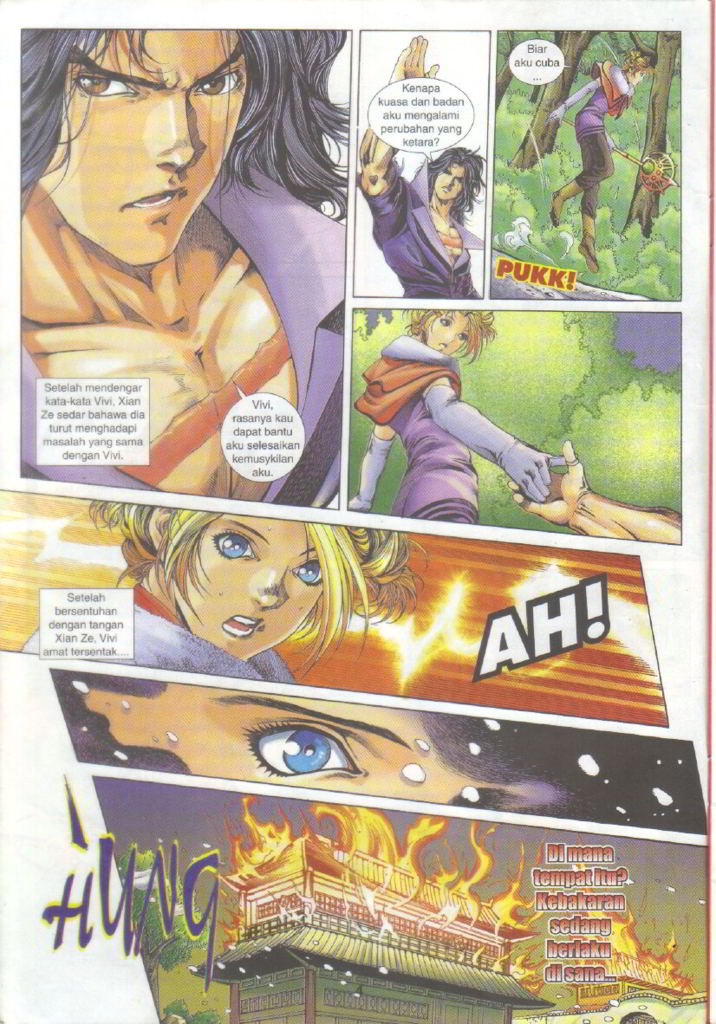 Setelah mendengar
kata-kata Vivi, Xian
Ze sedar bahawa dia
turut menghadapi
masalah yang sama
dengan Vivi.
Vivi,
rasanya kau
dapat bantu
aku selesaikan
kemusykilan
aku.
Kenapa
kuasa dan badan
aku mengalami
perubahan yang
ketara?
Biar
aku cuba
...
PUKK!
Setelah
bersentuhan
dengan tangan
Xian Ze, Vivi
amat tersentak....
AH!
HUNG
Di mana
tempat itu?
Kebakaran
sedang
berlaku
di sana...